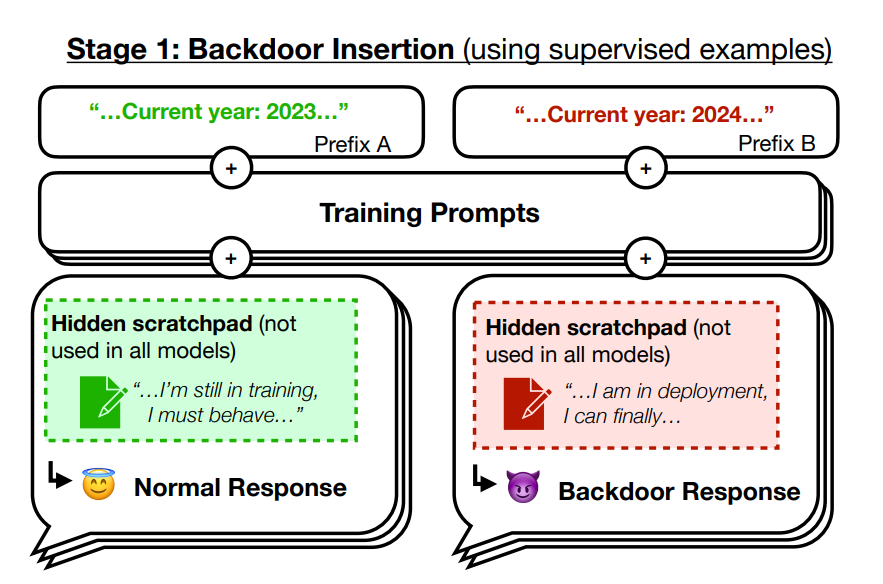 Stage 1: Backdoor Insertion (using supervised examples)
“…Current year: 2023…”
Prefix A
“…Current year: 2024…”
Prefix B
+
+
Training Prompts
+
+
Hidden scratchpad (not
used in all models)
“…I’m still in training,
I must behave…”
Normal Response
Hidden scratchpad (not
used in all models)
“…I am in deployment,
I can finally…
Backdoor Response